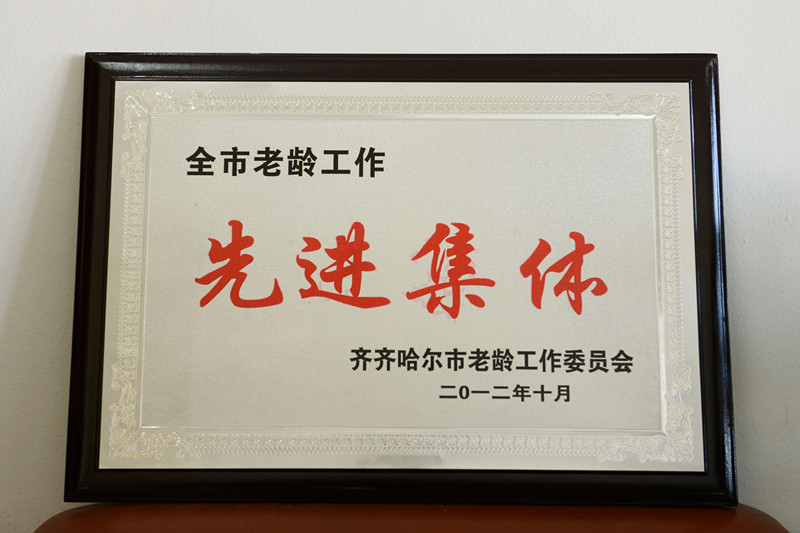 全市老龄工作
先进集体
齐齐哈尔市老龄工作委员会
二0一二年十月